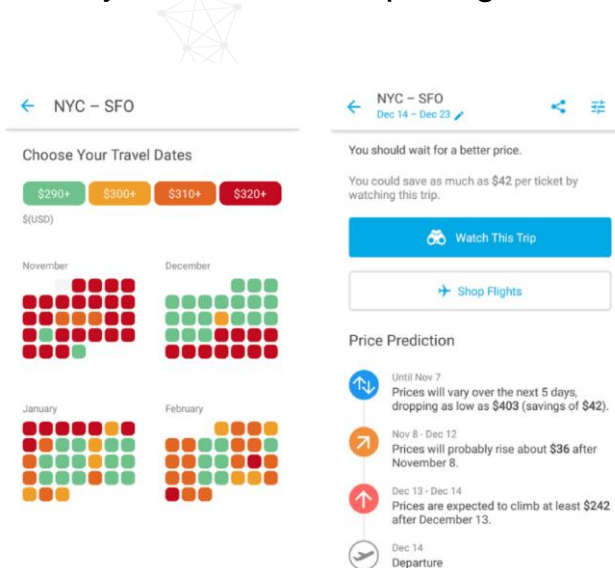 NYC – SFO
Choose Your Travel Dates
$290+ $300+ $310+ $320+
$(USD)
November December
January February
NYC – SFO
Dec 14 – Dec 23
You should wait for a better price.
You could save as much as $42 per ticket by
watching this trip.
Watch This Trip
Shop Flights
Price Prediction
Until Nov 7
Prices will vary over the next 5 days,
dropping as low as $403 (savings of $42).
Nov 8 - Dec 12
Prices will probably rise about $36 after
November 8.
Dec 13 - Dec 14
Prices are expected to climb at least $242
after December 13.
Dec 14
Departure